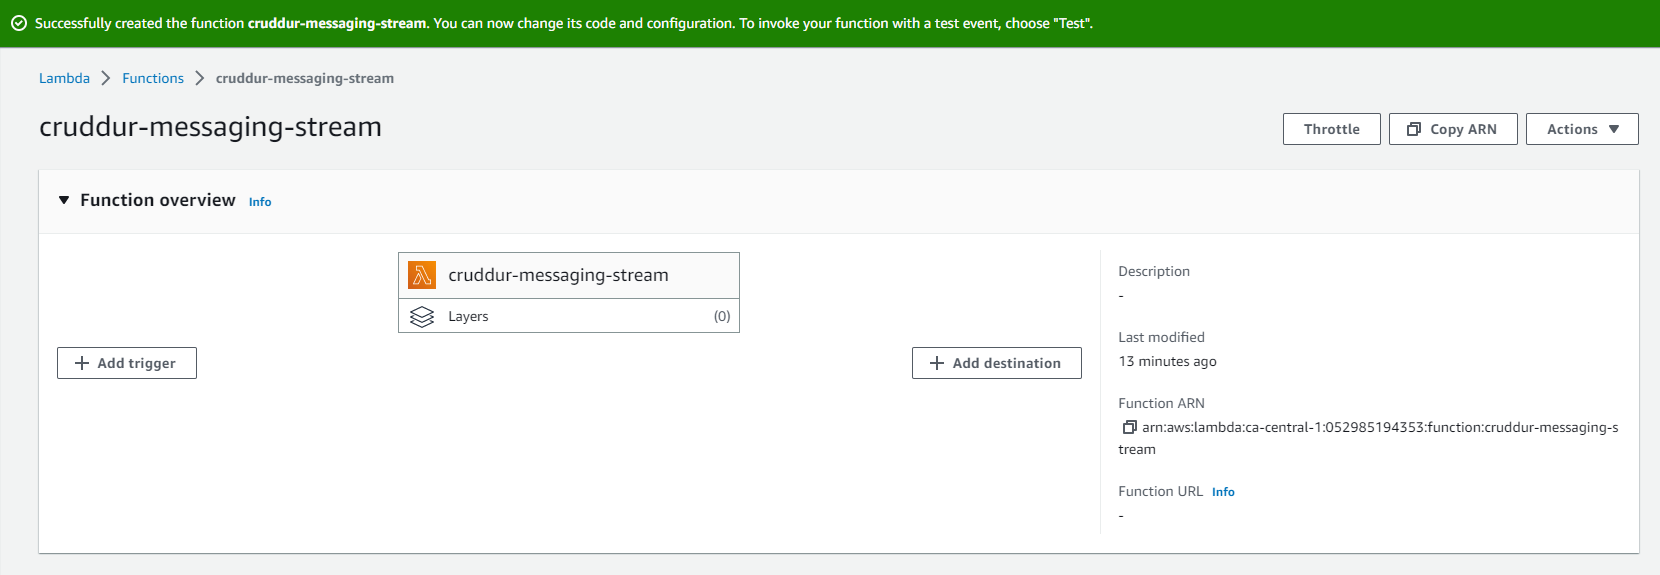 Successfully created the function cruddur-messaging-stream. You can now change its code and configuration. To invoke your function with a test event, choose "Test".
Lambda > Functions > cruddur-messaging-stream
cruddur-messaging-stream
Throttle
Copy ARN
Actions
Function overview Info
cruddur-messaging-stream
Layers (0)
Add trigger
Add destination
Description
-
Last modified
13 minutes ago
Function ARN
arn:aws:lambda:ca-central-1:052985194353:function:cruddur-messaging-s
tream
Function URL Info
-